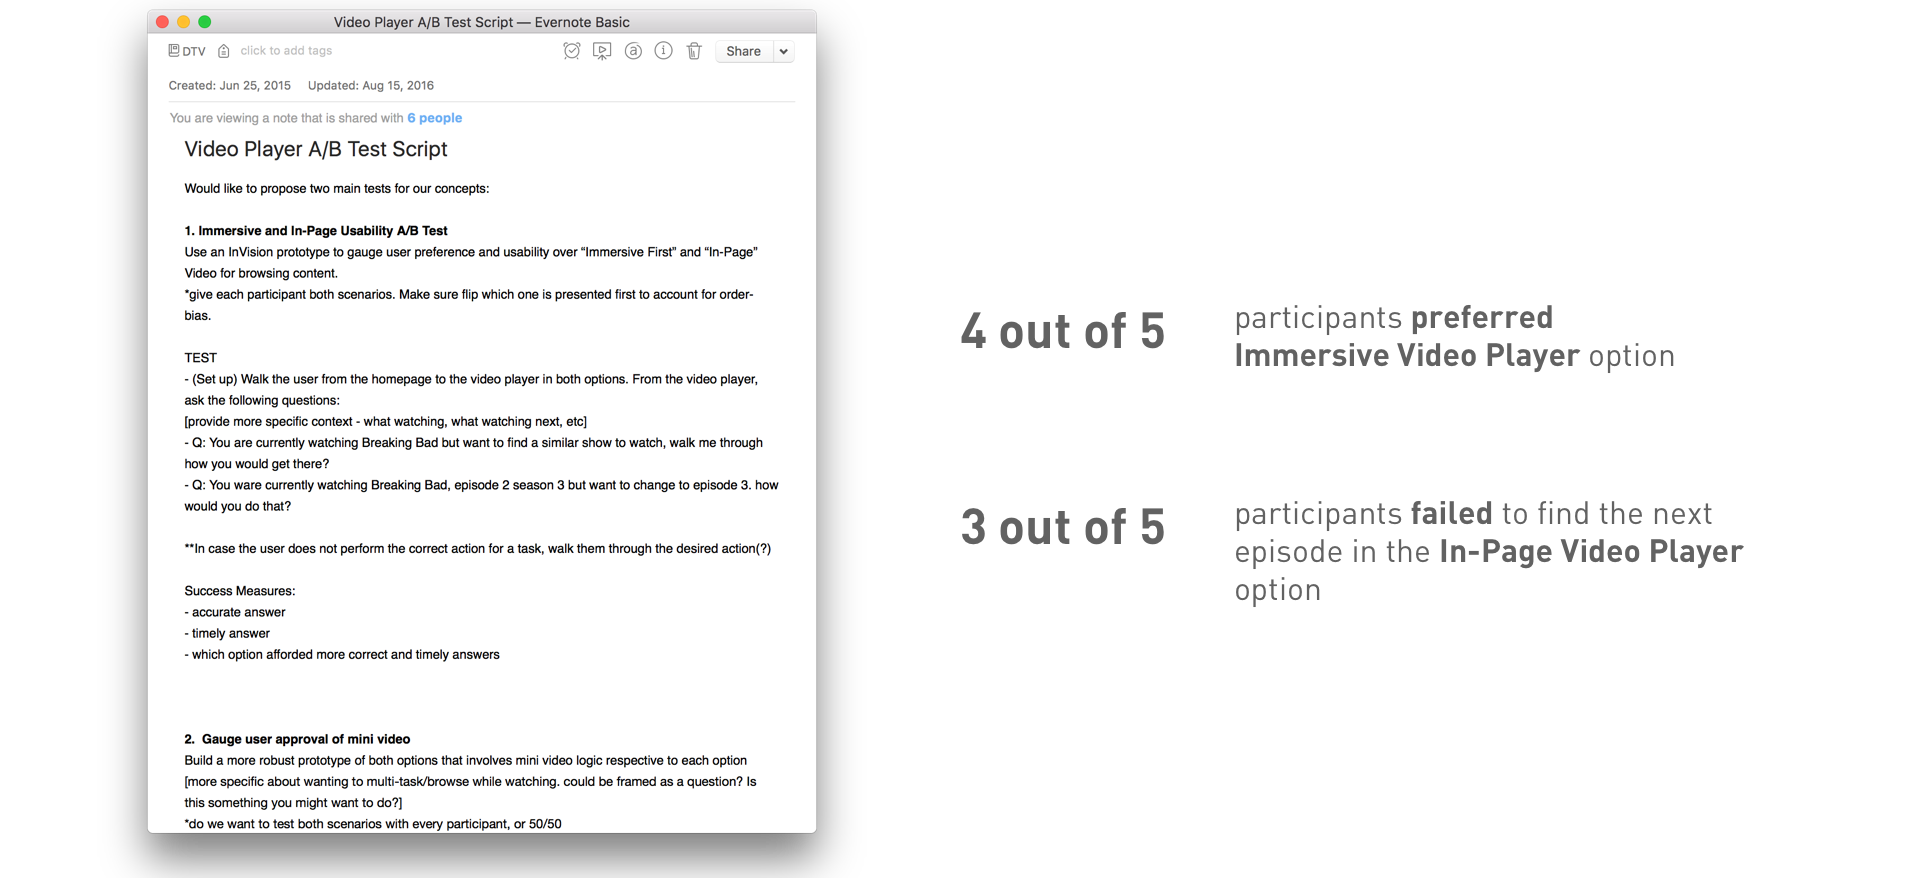 Video Player A/B Test Script — Evernote Basic
DTV click to add tags
Share
Created: Jun 25, 2015 Updated: Aug 15, 2016
You are viewing a note that is shared with 6 people
Video Player A/B Test Script
Would like to propose two main tests for our concepts:
1. Immersive and In-Page Usability A/B Test
Use an InVision prototype to gauge user preference and usability over “Immersive First” and “In-Page”
Video for browsing content.
*give each participant both scenarios. Make sure flip which one is presented first to account for order-
bias.
TEST
- (Set up) Walk the user from the homepage to the video player in both options. From the video player,
ask the following questions:
[provide more specific context - what watching, what watching next, etc]
- Q: You are currently watching Breaking Bad but want to find a similar show to watch, walk me through
how you would get there?
- Q: You ware currently watching Breaking Bad, episode 2 season 3 but want to change to episode 3. how
would you do that?
**In case the user does not perform the correct action for a task, walk them through the desired action(?)
Success Measures:
- accurate answer
- timely answer
- which option afforded more correct and timely answers
2. Gauge user approval of mini video
Build a more robust prototype of both options that involves mini video logic respective to each option
[more specific about wanting to multi-task/browse while watching. could be framed as a question? Is
this something you might want to do?]
*do we want to test both scenarios with every participant, or 50/50
4 out of 5
participants preferred
Immersive Video Player option
3 out of 5
participants failed to find the next
episode in the In-Page Video Player
option